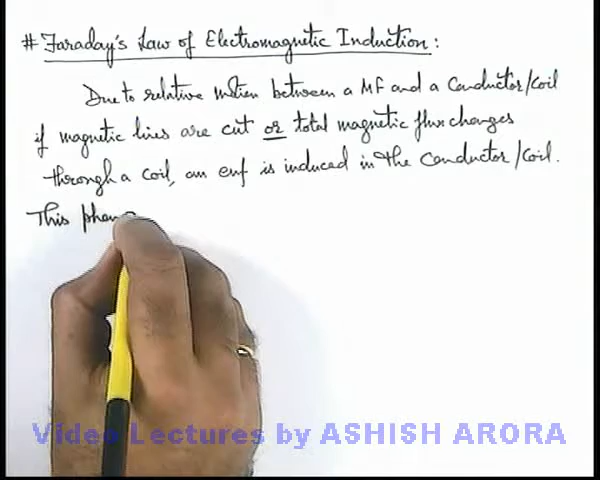 # Faraday's Law of Electromagnetic Induction :
Due to relative motion between a MF and a Conductor/Coil
if magnetic lines are cut or total magnetic flux changes
through a coil, an emf is induced in the conductor/coil.
This phen
Video Lectures by ASHISH ARORA